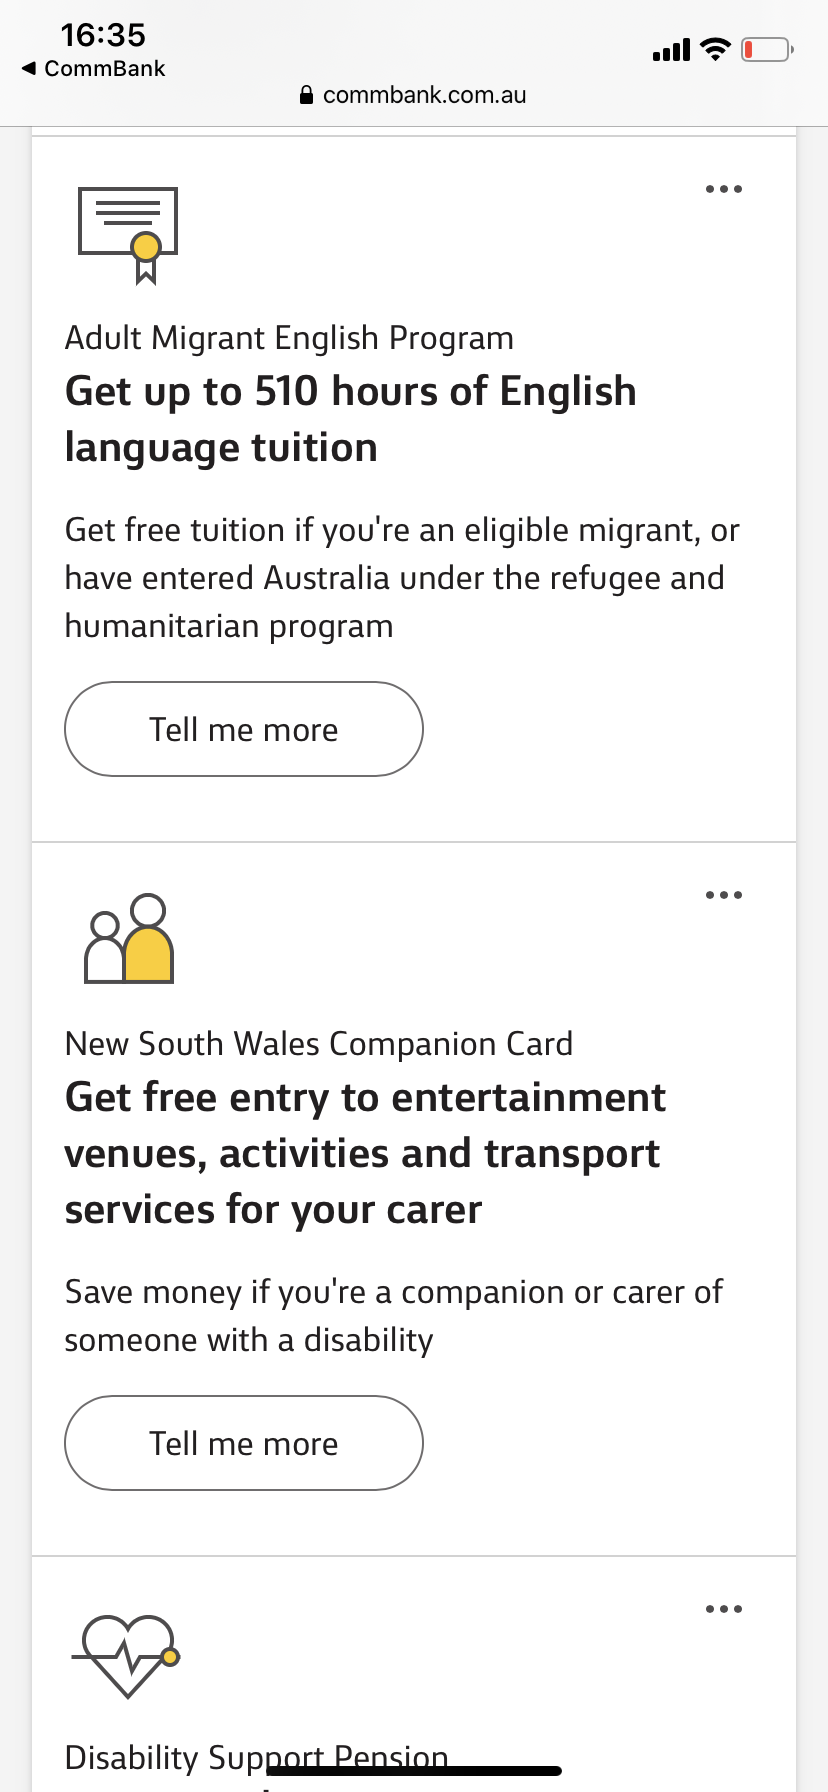 16:35
CommBank
commbank.com.au
Adult Migrant English Program
Get up to 510 hours of English
language tuition
Get free tuition if you're an eligible migrant, or
have entered Australia under the refugee and
humanitarian program
Tell me more
New South Wales Companion Card
Get free entry to entertainment
venues, activities and transport
services for your carer
Save money if you're a companion or carer of
someone with a disability
Tell me more
Disability Support Pension